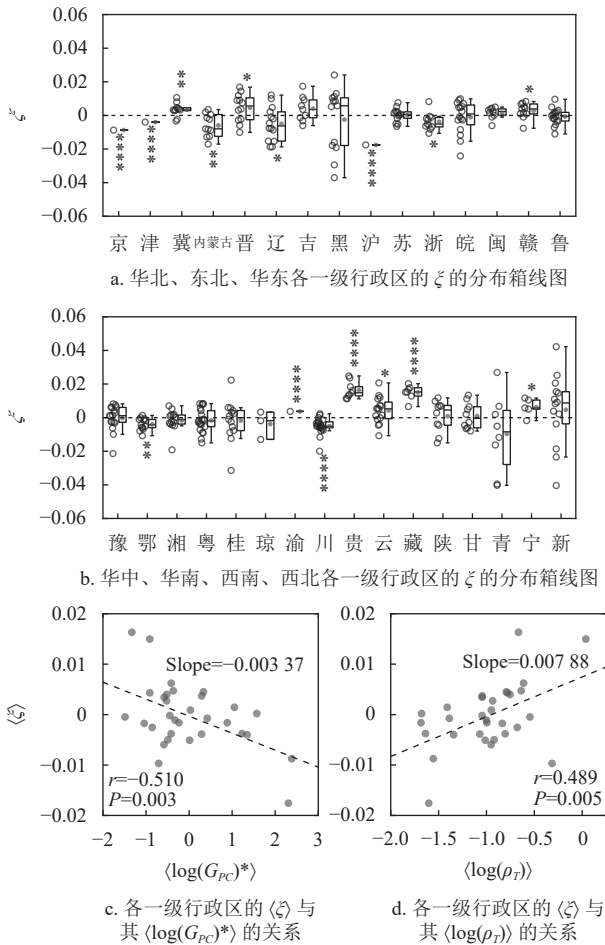 0.06
0.04
0.02
0
−0.02
−0.04
−0.06
ξ
**
*
*
****
****
**
*
****
*
京 津 冀 内蒙古 晋 辽 吉 黑 沪 苏 浙 皖 闽 赣 鲁
a. 华北、东北、华东各一级行政区的 ξ 的分布箱线图
0.06
0.04
0.02
0
−0.02
−0.04
−0.06
ξ
****
****
*
****
*
**
****
豫 鄂 湘 粤 桂 琼 渝 川 贵 云 藏 陕 甘 青 宁 新
b. 华中、华南、西南、西北各一级行政区的 ξ 的分布箱线图
0.02
0.01
0
−0.01
−0.02
⟨ξ⟩
Slope=−0.003 37
r=−0.510
P=0.003
−2 −1 0 1 2 3
⟨log(G_PC)*⟩
c. 各一级行政区的 ⟨ξ⟩ 与
其 ⟨log(G_PC)*⟩ 的关系
0.02
0.01
0
−0.01
−0.02
Slope=0.007 88
r=0.489
P=0.005
−2.0 −1.5 −1.0 −0.5 0
⟨log(ρ_T)⟩
d. 各一级行政区的 ⟨ξ⟩ 与
其 ⟨log(ρ_T)⟩ 的关系